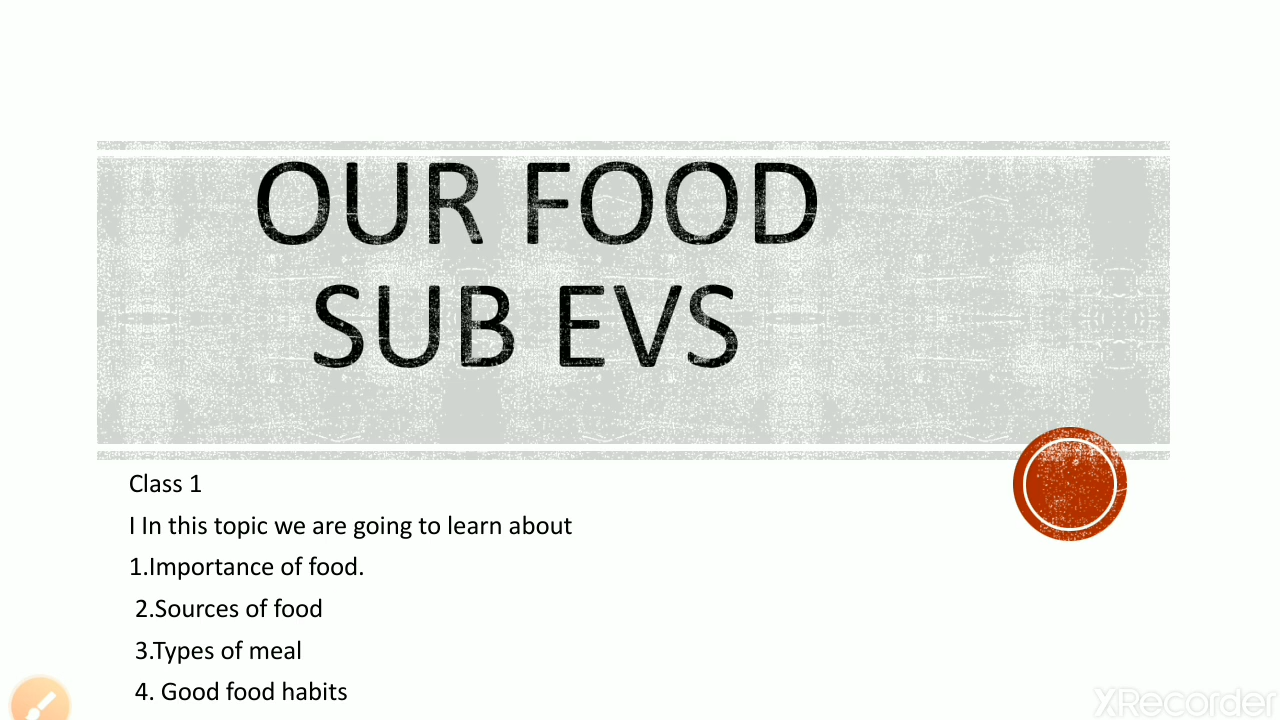 OUR FOOD
SUB EVS
Class 1
I In this topic we are going to learn about
1.Importance of food.
2.Sources of food
3.Types of meal
4. Good food habits
XRecorder